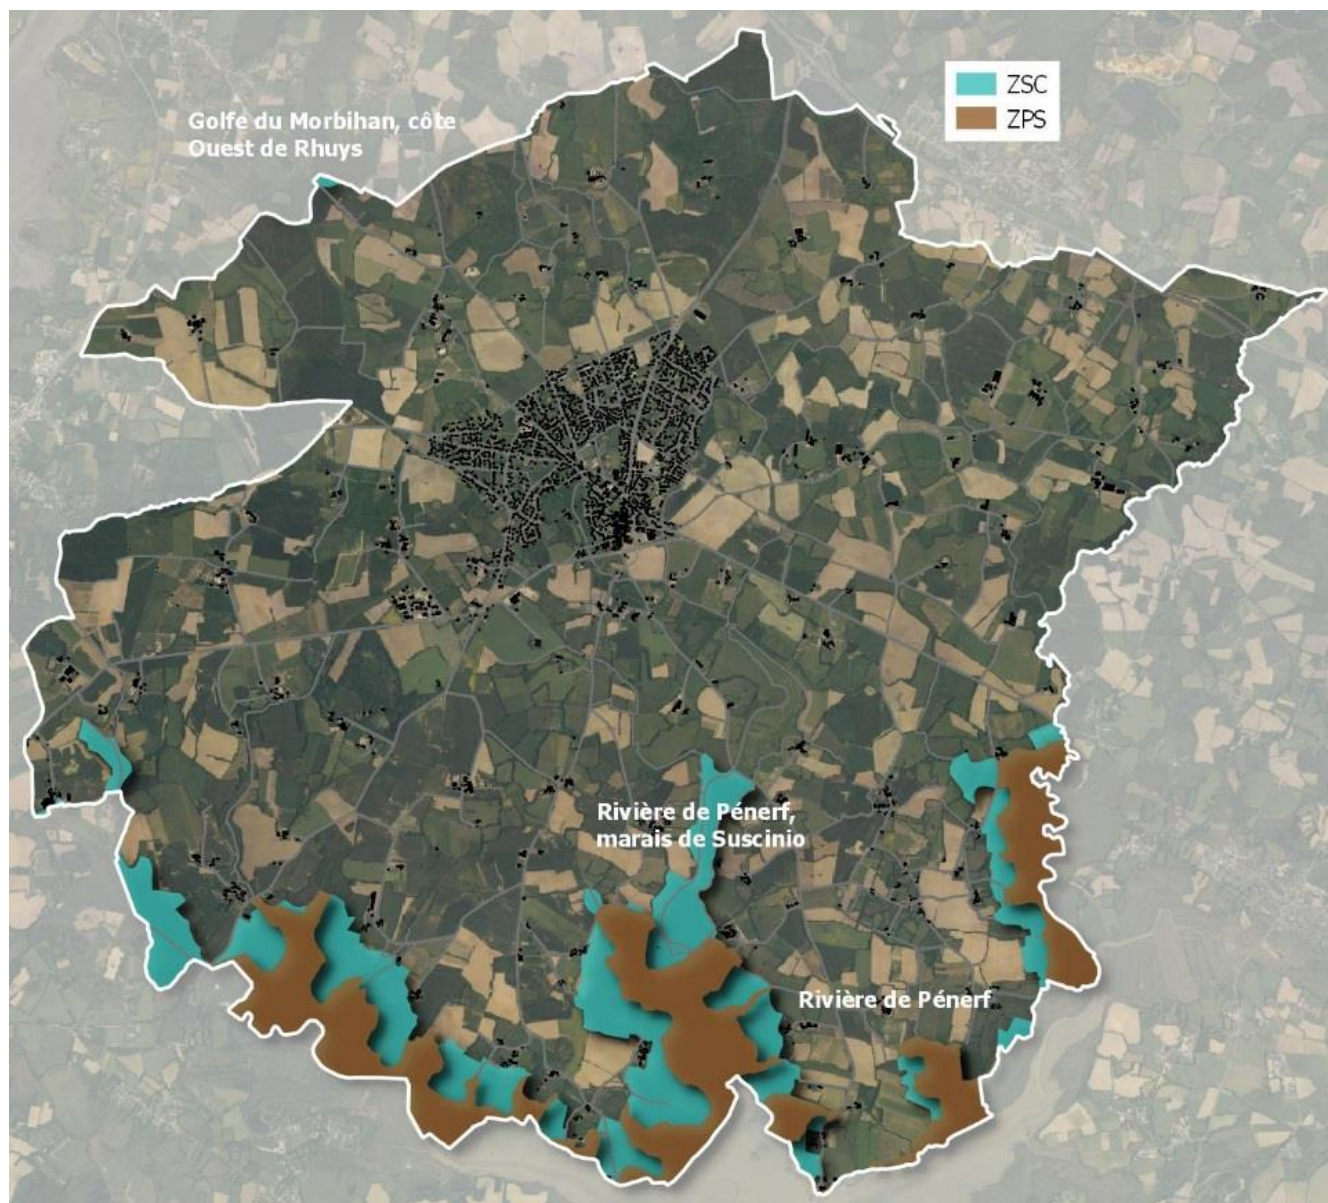 ZSC
ZPS
Golfe du Morbihan, côte
Ouest de Rhuys
Rivière de Pénerf,
marais de Suscinio
Rivière de Pénerf